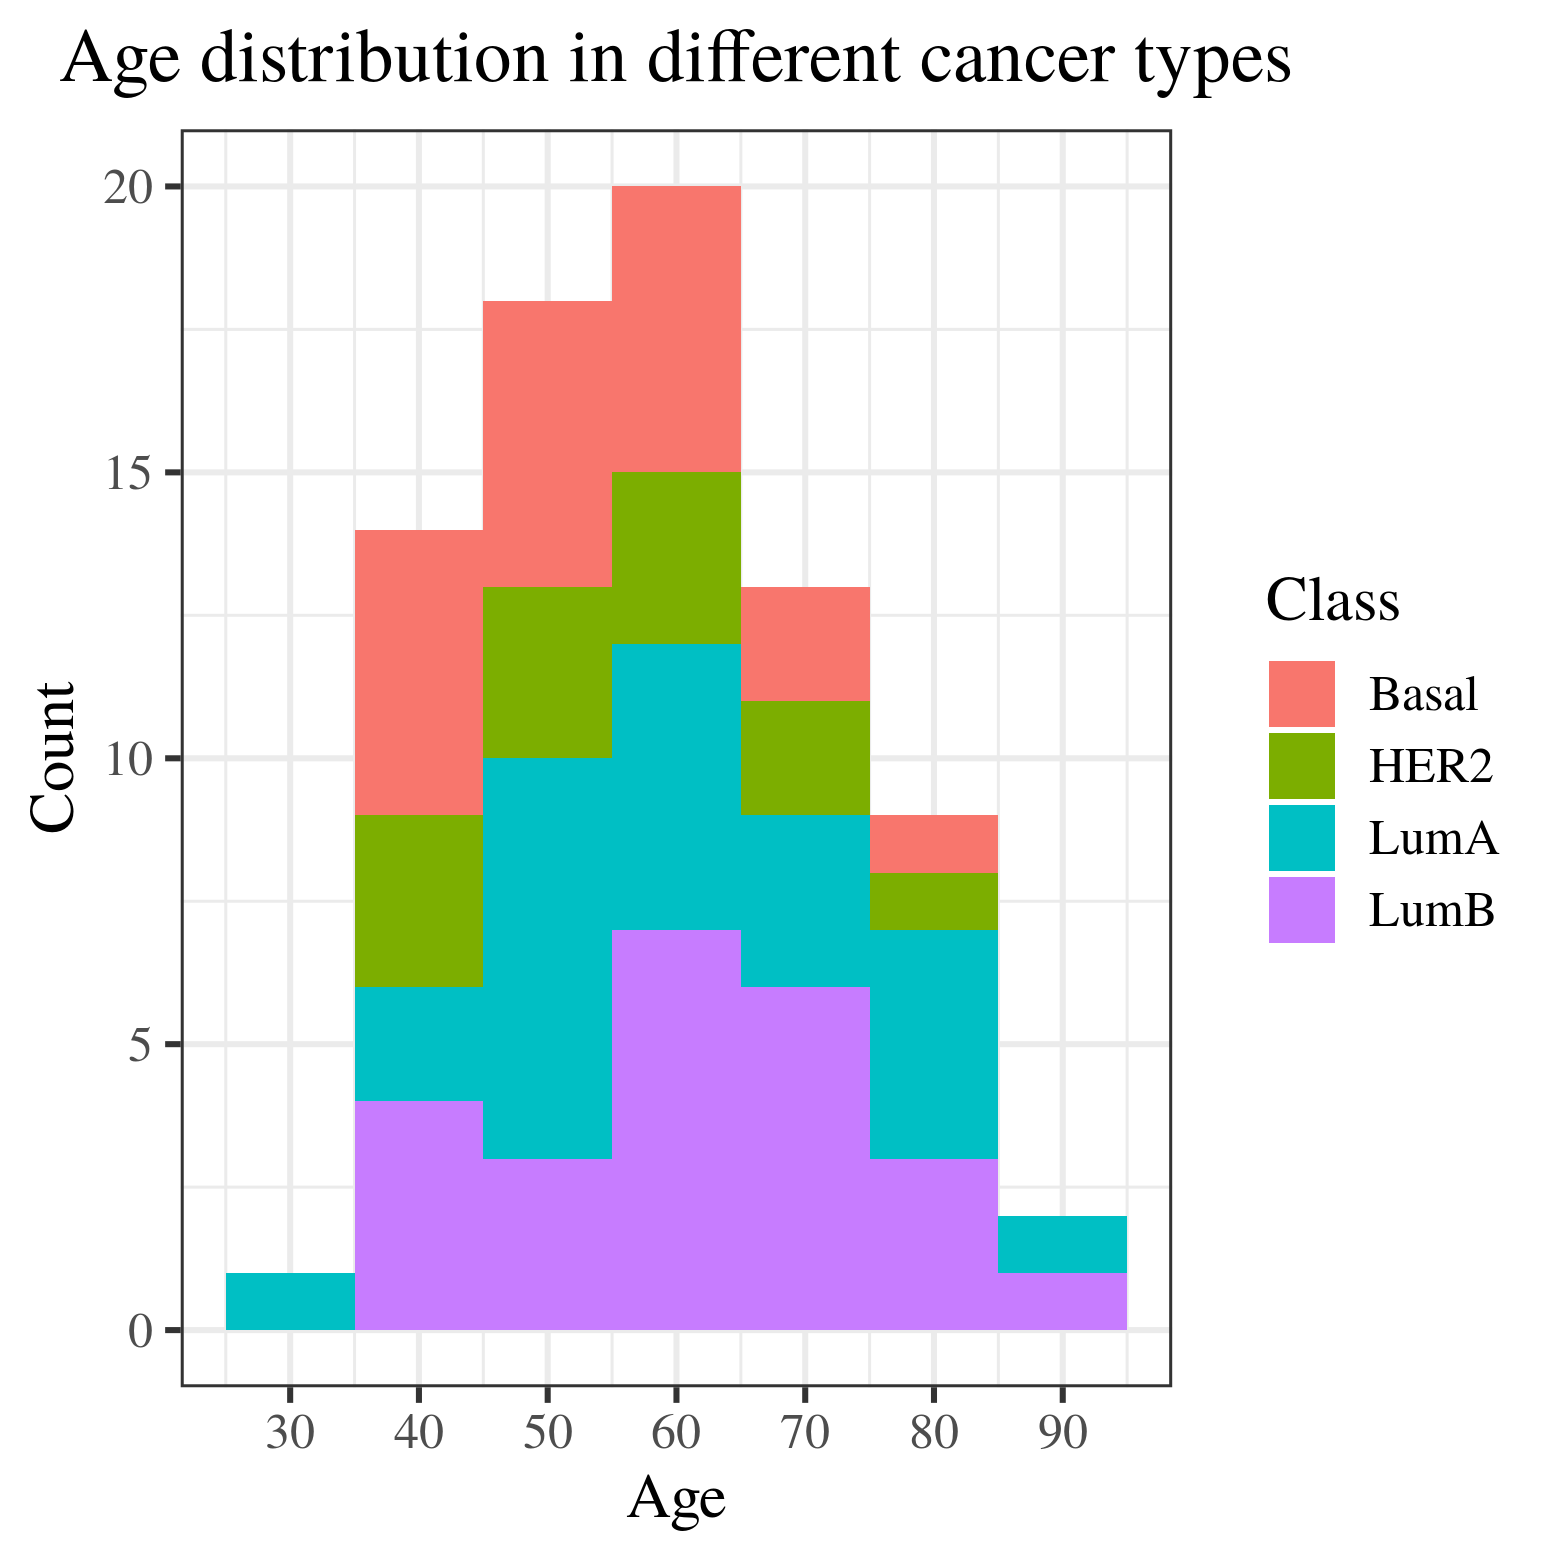 Age distribution in different cancer types
20
15
10
5
0
Count
30 40 50 60 70 80 90
Age
Class
Basal
HER2
LumA
LumB